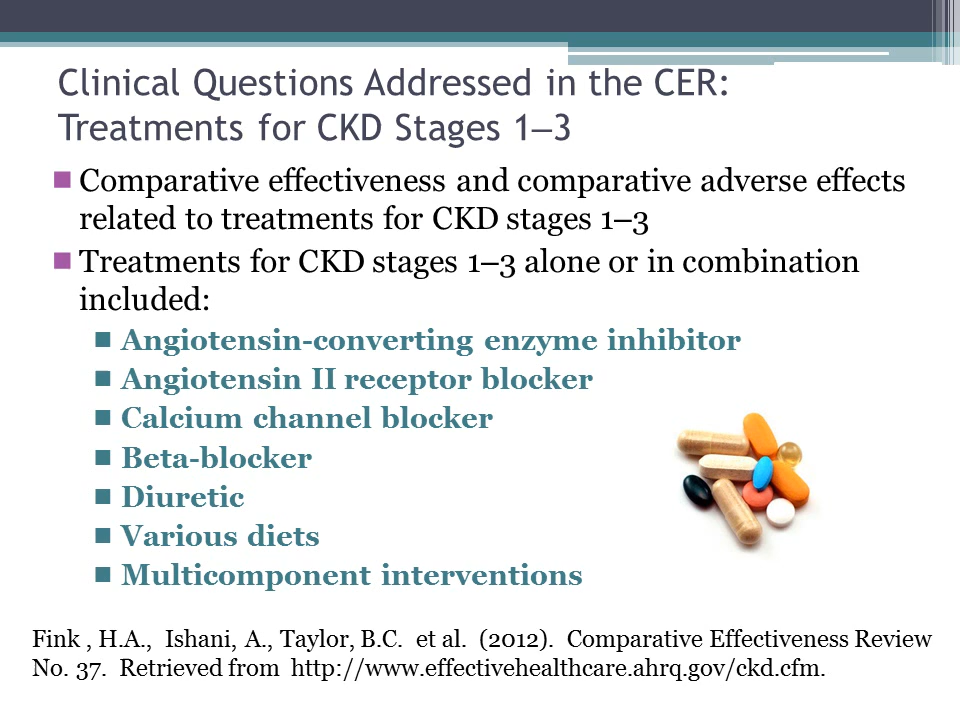 Clinical Questions Addressed in the CER:
Treatments for CKD Stages 1–3
Comparative effectiveness and comparative adverse effects
related to treatments for CKD stages 1–3
Treatments for CKD stages 1–3 alone or in combination
included:
Angiotensin-converting enzyme inhibitor
Angiotensin II receptor blocker
Calcium channel blocker
Beta-blocker
Diuretic
Various diets
Multicomponent interventions
Fink , H.A., Ishani, A., Taylor, B.C. et al. (2012). Comparative Effectiveness Review
No. 37. Retrieved from http://www.effectivehealthcare.ahrq.gov/ckd.cfm.